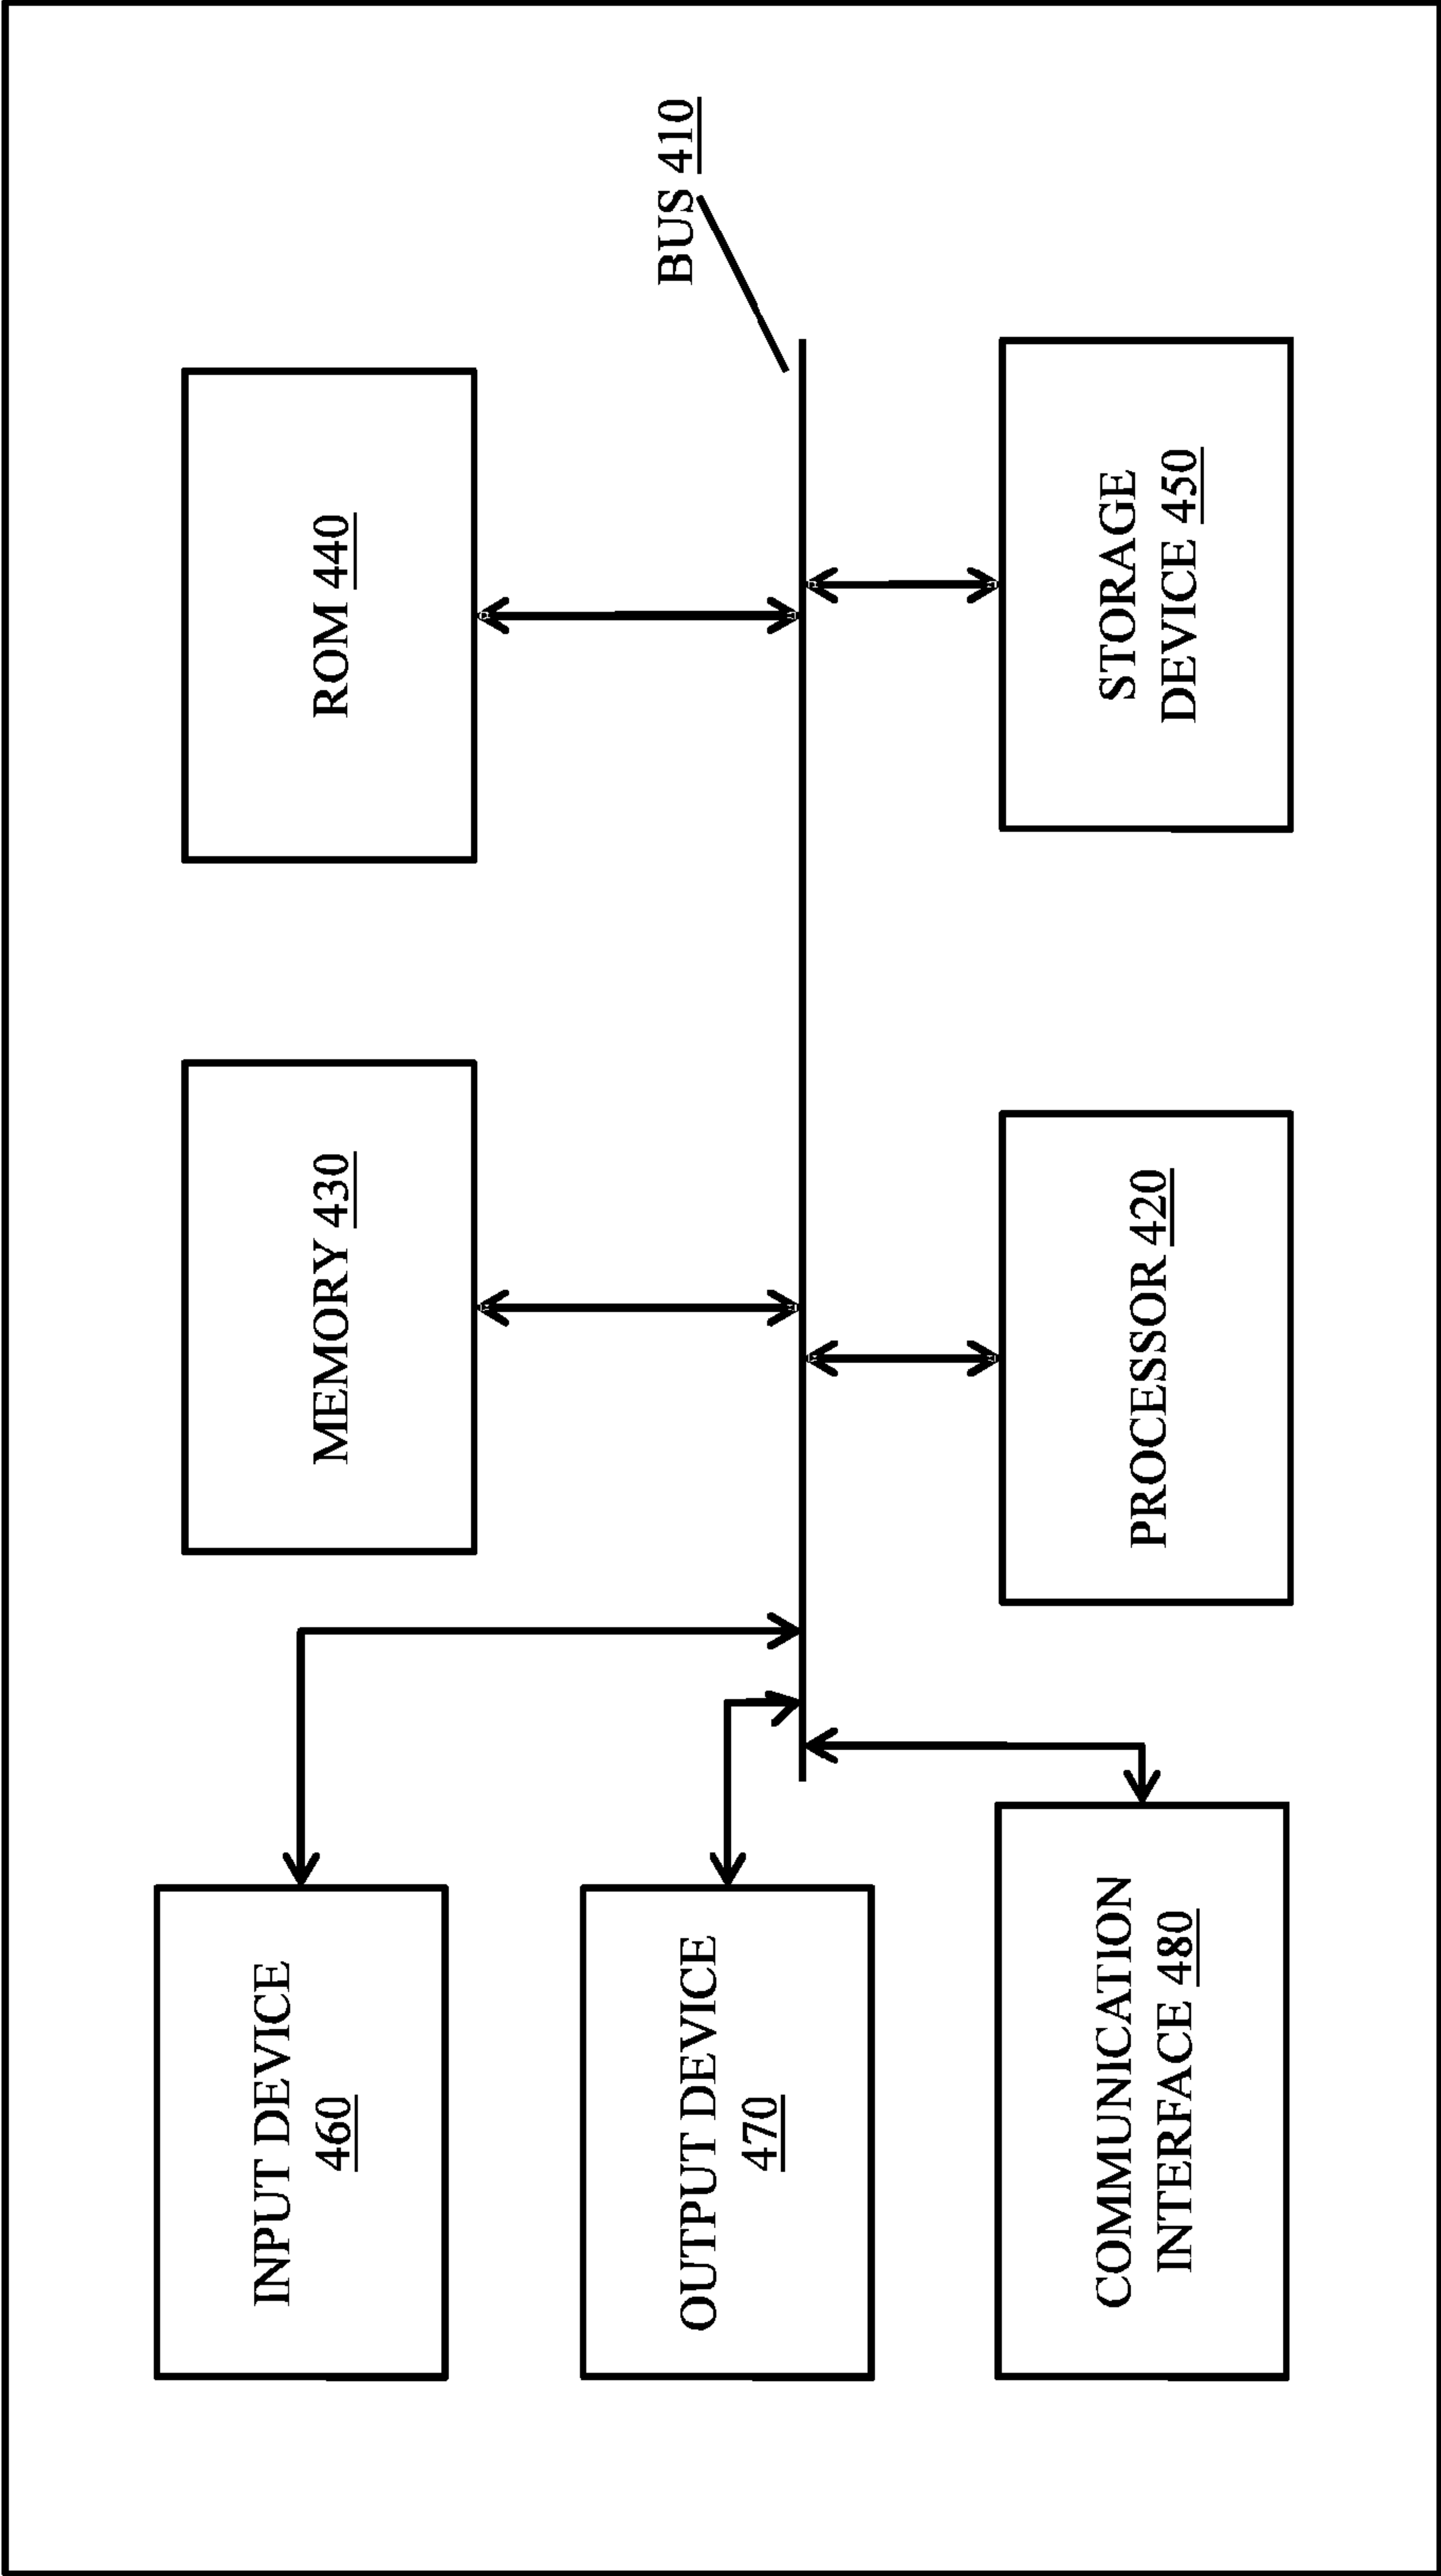 INPUT DEVICE
460
MEMORY 430
ROM 440
OUTPUT DEVICE
470
BUS 410
COMMUNICATION
INTERFACE 480
PROCESSOR 420
STORAGE
DEVICE 450